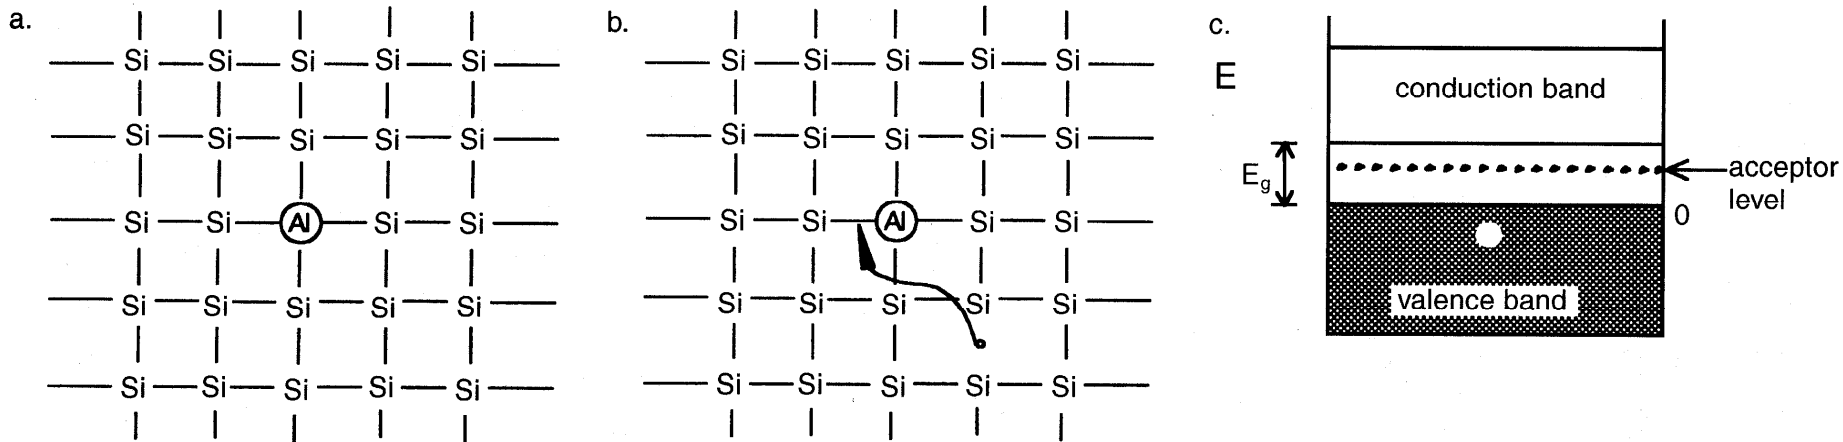 a.
Si Si Si Si Si
Si Si Si Si Si
Si Si Al Si Si
Si Si Si Si Si
Si Si Si Si Si
b.
Si Si Si Si Si
Si Si Si Si Si
Si Si Al Si Si
Si Si Si Si Si
Si Si Si Si Si
c.
E
conduction band
Eg
acceptor
level
0
valence band